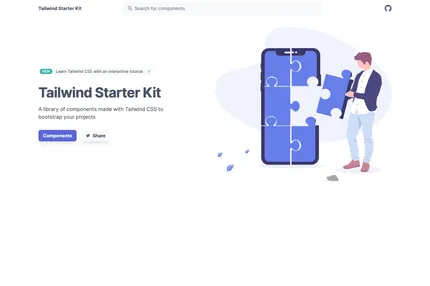 Tailwind Starter Kit
Search for components
NEW Learn Tailwind CSS with an interactive tutorial
Tailwind Starter Kit
A library of components made with Tailwind CSS to
bootstrap your projects
Components
Share